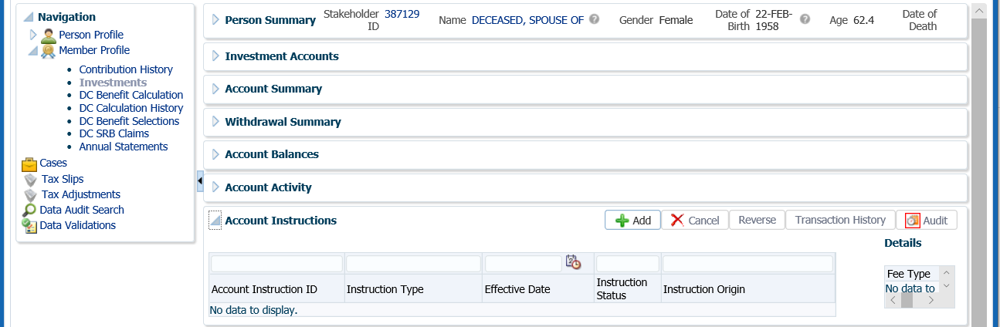 Navigation
Person Profile
Member Profile
Contribution History
Investments
DC Benefit Calculation
DC Calculation History
DC Benefit Selections
DC SRB Claims
Annual Statements
Cases
Tax Slips
Tax Adjustments
Data Audit Search
Data Validations
Person Summary
Stakeholder
ID
387129
Name DECEASED, SPOUSE OF
Gender Female
Date of
Birth
22-FEB-
1958
Age 62.4
Date of
Death
Investment Accounts
Account Summary
Withdrawal Summary
Account Balances
Account Activity
Account Instructions
Add
Cancel
Reverse
Transaction History
Audit
Account Instruction ID
Instruction Type
Effective Date
Instruction
Status
Instruction Origin
No data to display.
Details
Fee Type
No data to